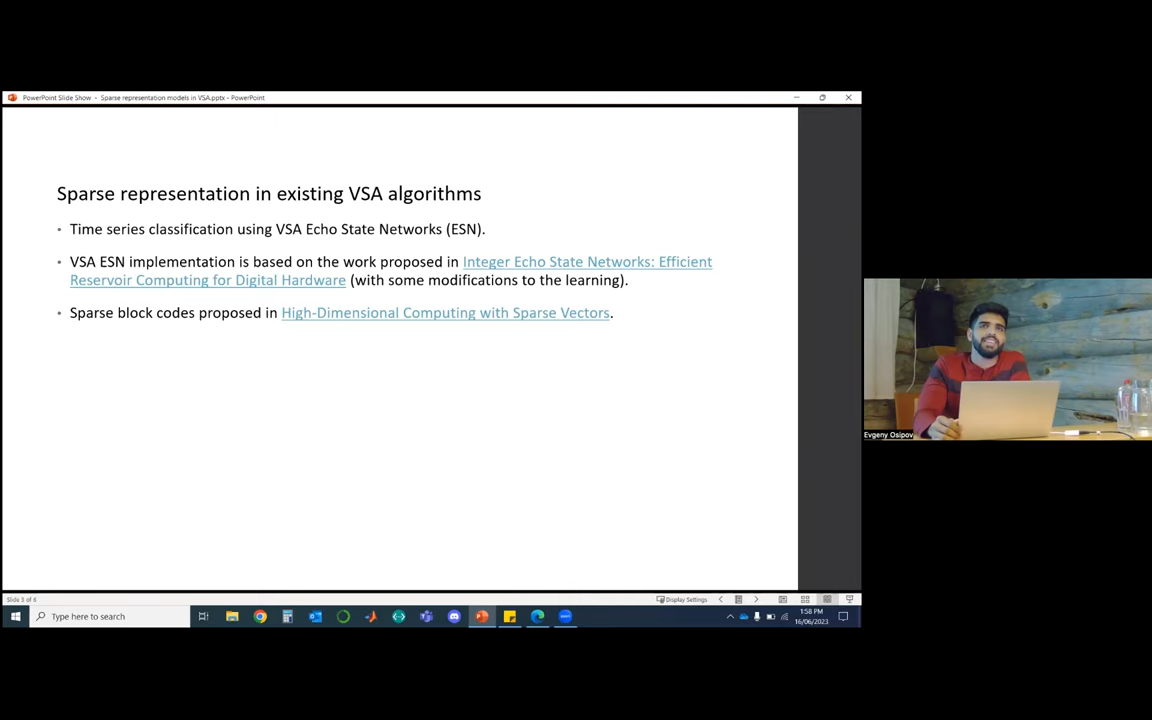 PowerPoint Slide Show - Sparse representation models in VSA.pptx - PowerPoint
Sparse representation in existing VSA algorithms
• Time series classification using VSA Echo State Networks (ESN).
• VSA ESN implementation is based on the work proposed in Integer Echo State Networks: Efficient
Reservoir Computing for Digital Hardware (with some modifications to the learning).
• Sparse block codes proposed in High-Dimensional Computing with Sparse Vectors.
Evgeny Osipov
Slide 3 of 6
Display Settings
Type here to search
1:58 PM
16/06/2023